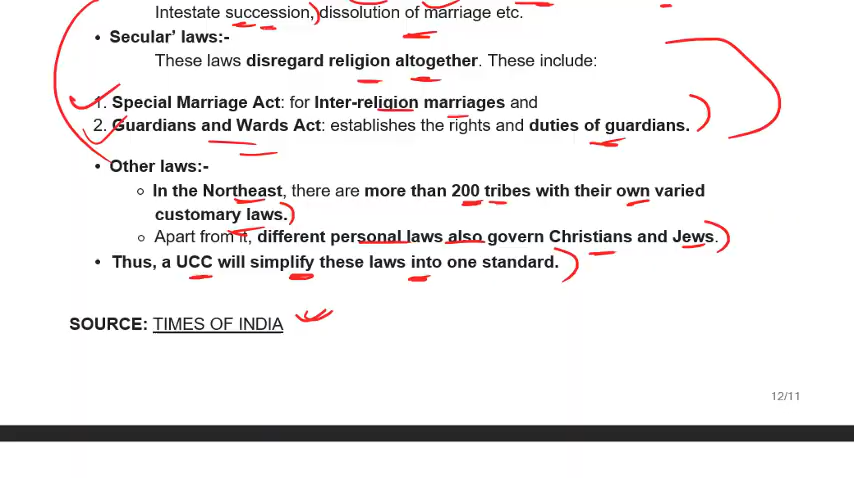 Intestate succession, dissolution of marriage etc.
• Secular’ laws:-
These laws disregard religion altogether. These include:
1. Special Marriage Act: for Inter-religion marriages and
2. Guardians and Wards Act: establishes the rights and duties of guardians.
• Other laws:-
○ In the Northeast, there are more than 200 tribes with their own varied
customary laws.
○ Apart from it, different personal laws also govern Christians and Jews.
• Thus, a UCC will simplify these laws into one standard.
SOURCE: TIMES OF INDIA
12/11